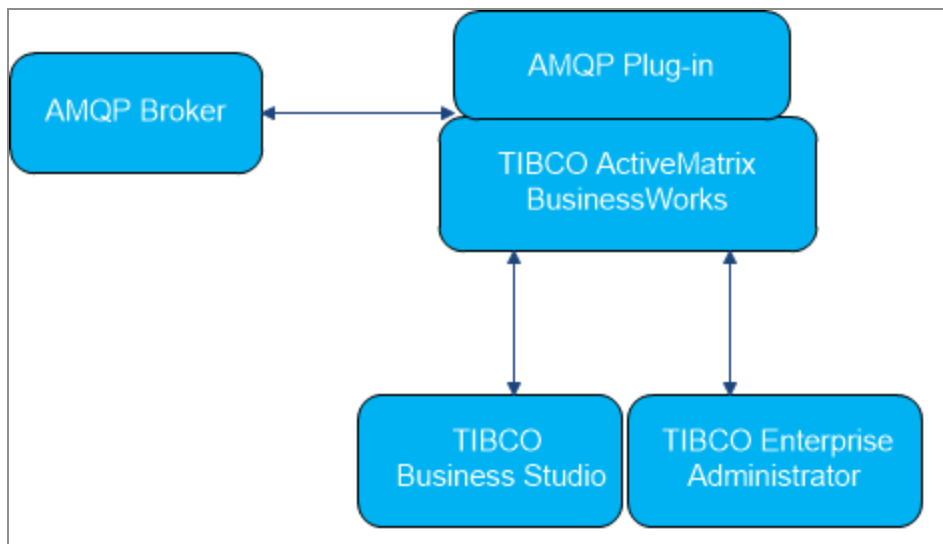 AMQP Plug-in
AMQP Broker
TIBCO ActiveMatrix
BusinessWorks
TIBCO
Business Studio
TIBCO Enterprise
Administrator